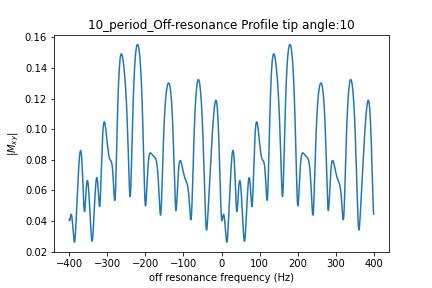 10_period_Off-resonance Profile tip angle:10
0.16
0.14
0.12
0.10
0.08
0.06
0.04
0.02
|Mxy|
−400 −300 −200 −100 0 100 200 300 400
off resonance frequency (Hz)